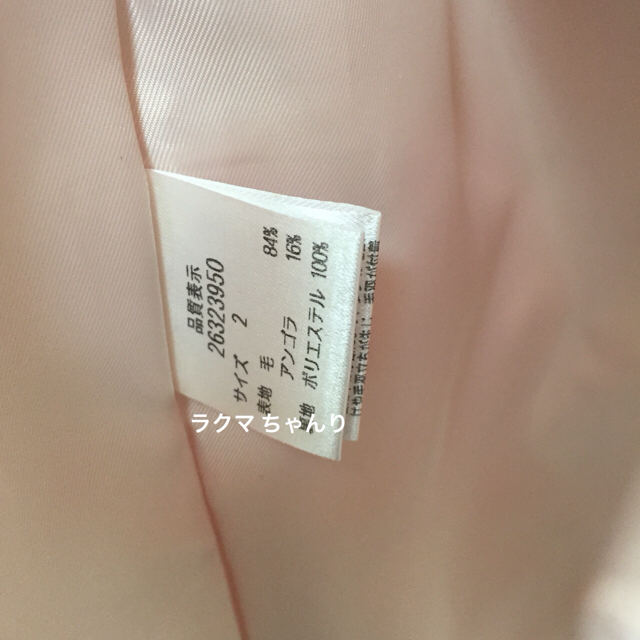 品質表示
26323950
サイズ 2
表地 毛 84%
アンゴラ 16%
裏地 ポリエステル 100%
ラクマ ちゃんり